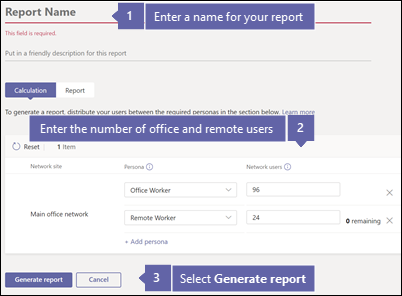 Report Name
1 Enter a name for your report
This field is required.
Put in a friendly description for this report
Calculation Report
To generate a report, distribute your users between the required personas in the section below. Learn more
Enter the number of office and remote users 2
Reset 1 Item
Network site Persona Network users
Office Worker 96
Main office network Remote Worker 24 0 remaining
+ Add persona
Generate report Cancel 3 Select Generate report